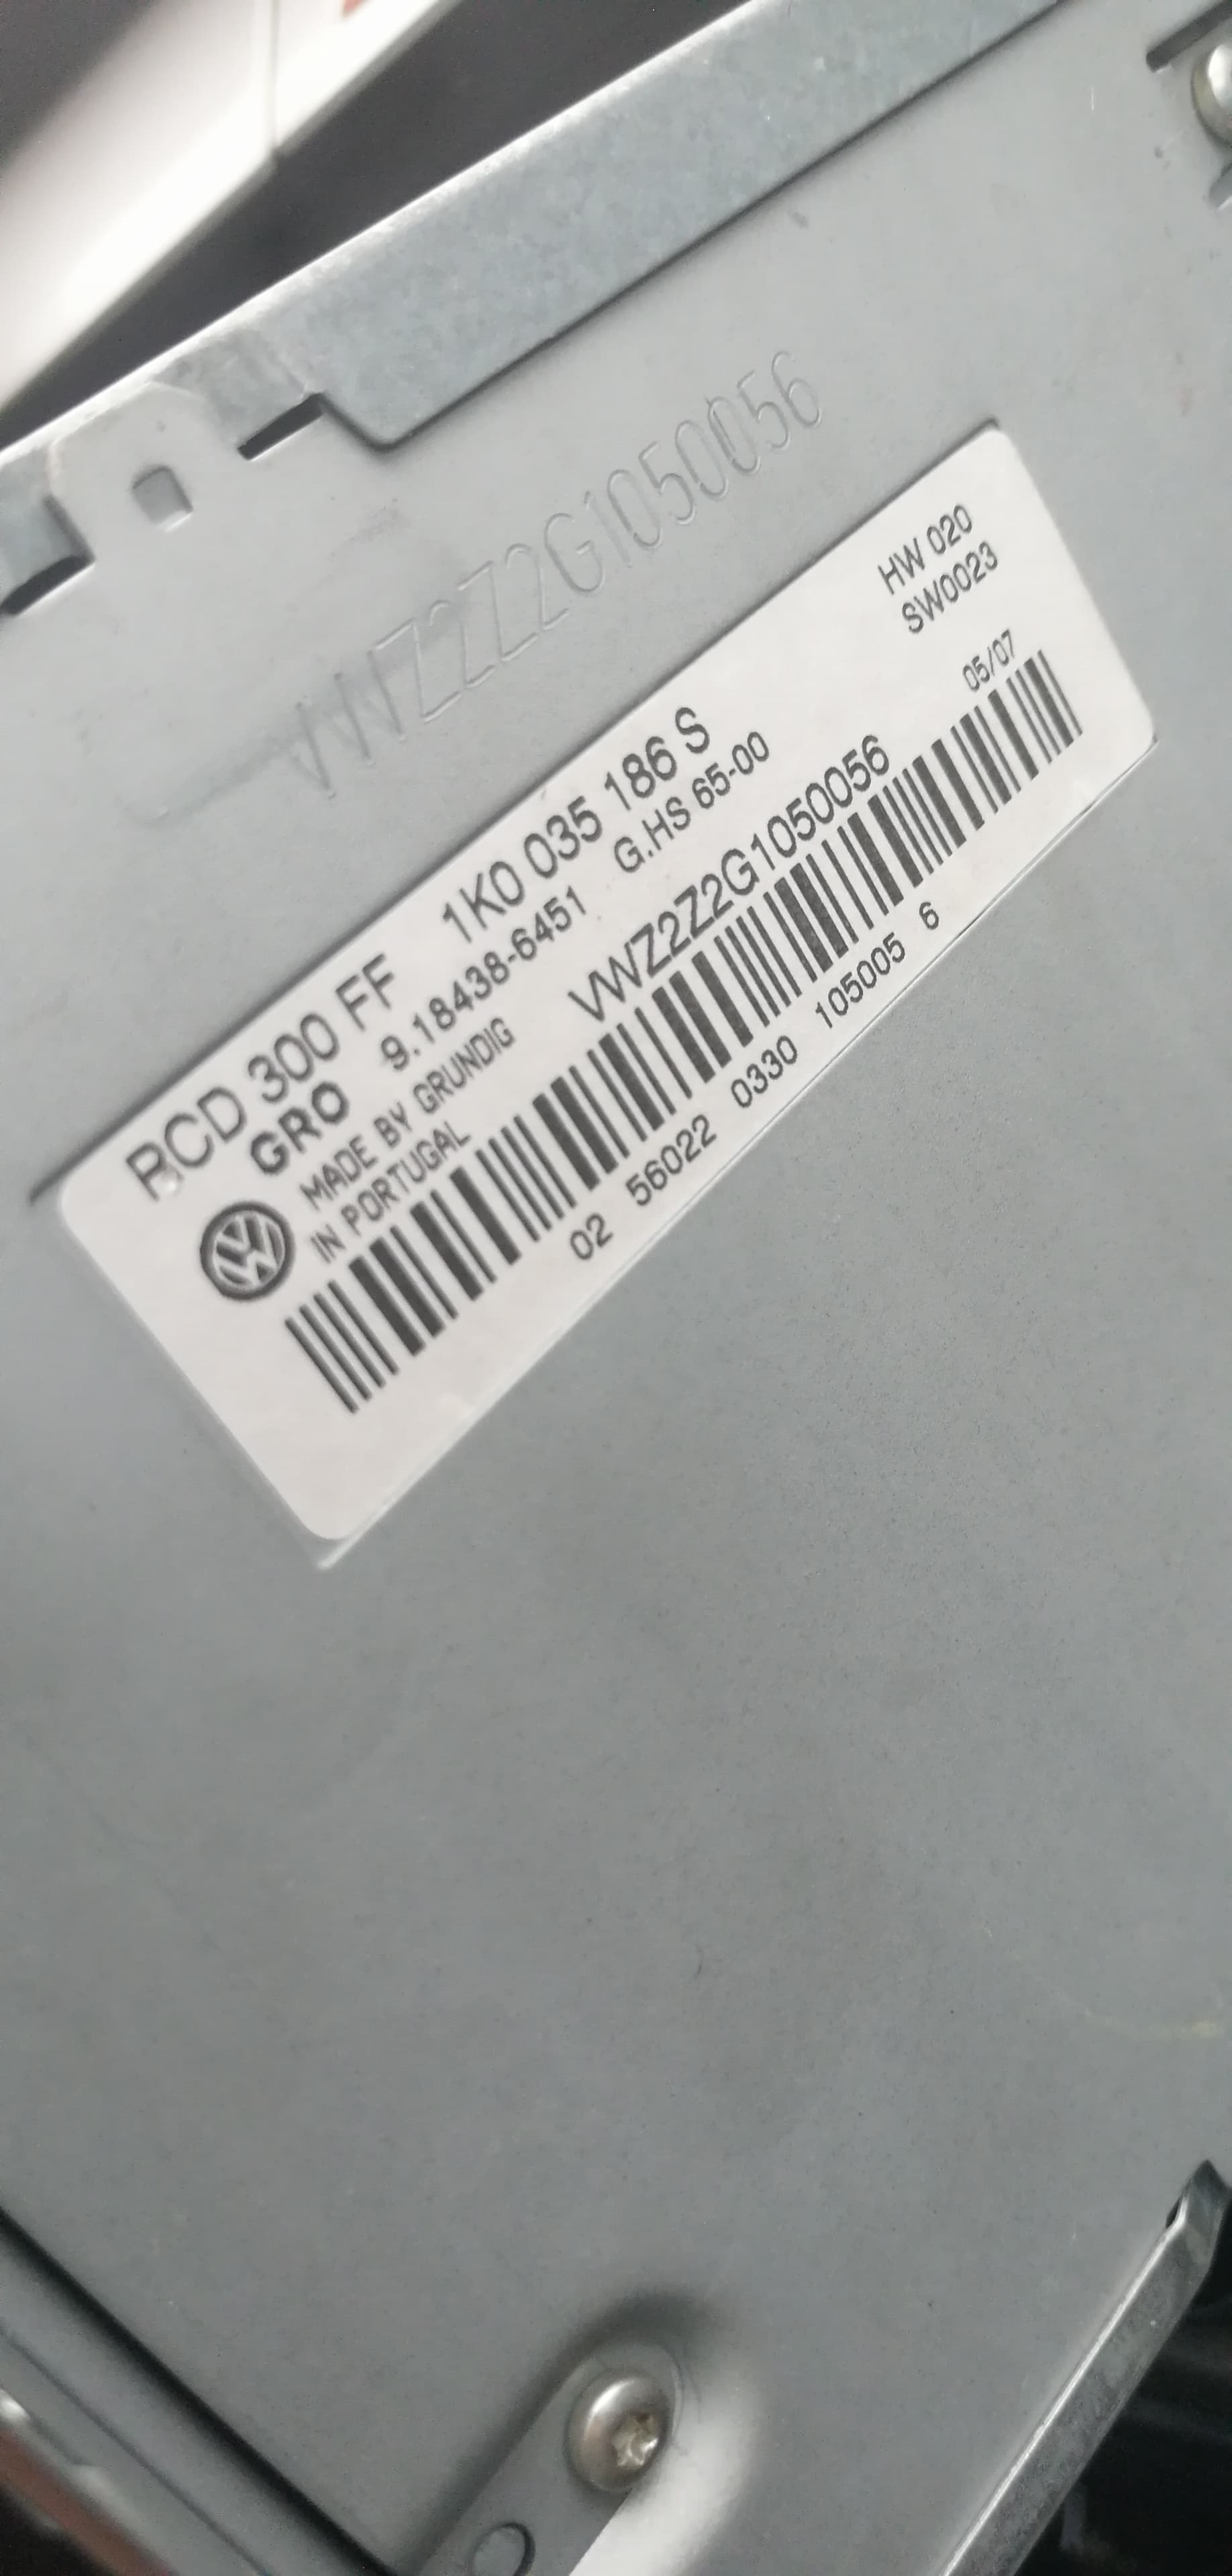 VWZ2Z2G1050056
HW 020
SW0023
RCD 300 FF 1K0 035 186 S
GRO 9.18438-6451 G.HS 65-00
05/07
MADE BY GRUNDIG
IN PORTUGAL
VWZ2Z2G1050056
02 56022 0330 105005 6